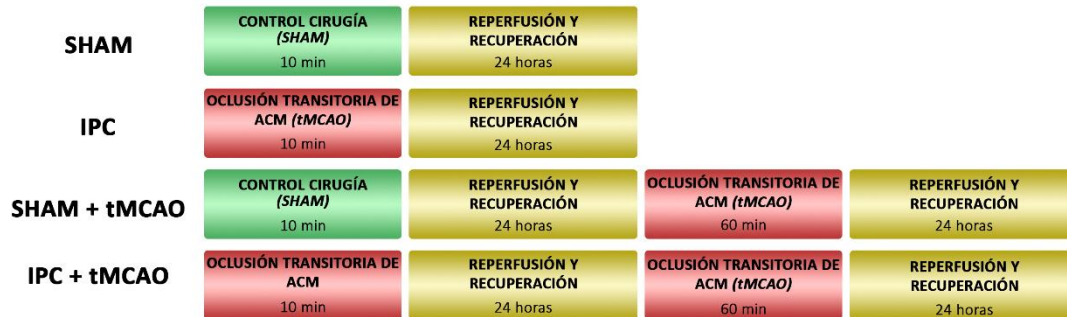 SHAM
CONTROL CIRUGÍA
(SHAM)
10 min
REPERFUSIÓN Y
RECUPERACIÓN
24 horas
IPC
OCLUSIÓN TRANSITORIA DE
ACM (tMCAO)
10 min
REPERFUSIÓN Y
RECUPERACIÓN
24 horas
SHAM + tMCAO
CONTROL CIRUGÍA
(SHAM)
10 min
REPERFUSIÓN Y
RECUPERACIÓN
24 horas
OCLUSIÓN TRANSITORIA DE
ACM (tMCAO)
60 min
REPERFUSIÓN Y
RECUPERACIÓN
24 horas
IPC + tMCAO
OCLUSIÓN TRANSITORIA DE
ACM
10 min
REPERFUSIÓN Y
RECUPERACIÓN
24 horas
OCLUSIÓN TRANSITORIA DE
ACM (tMCAO)
60 min
REPERFUSIÓN Y
RECUPERACIÓN
24 horas